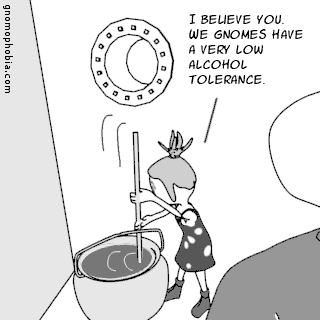 gnomophobia.com
I BELIEVE YOU.
WE GNOMES HAVE
A VERY LOW
ALCOHOL
TOLERANCE.